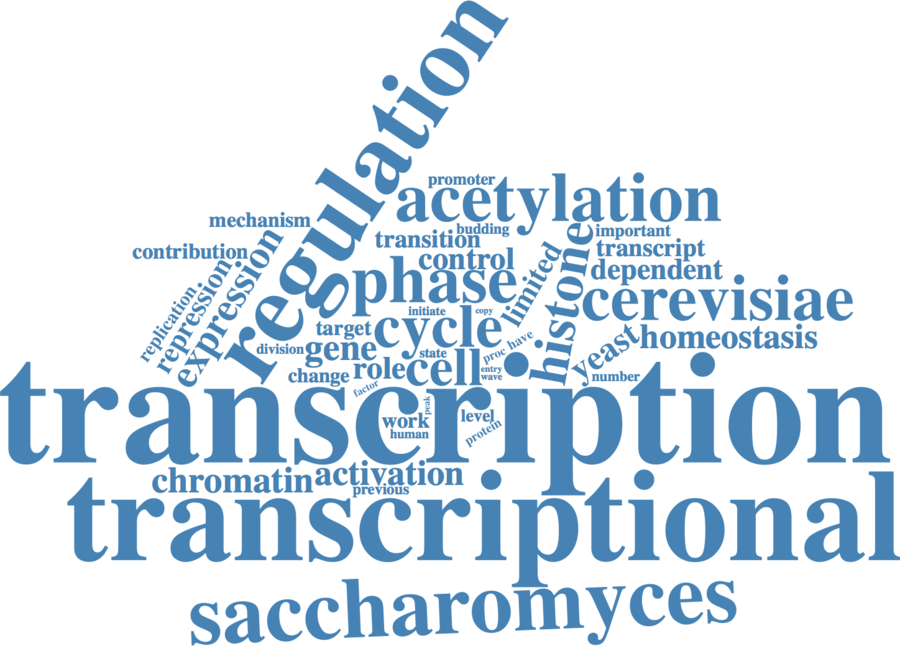 regulation
promoter
acetylation
mechanism
budding
important
transition
contribution
control
transcript
expression
repression
replication
limited
histone
dependent
phase
cerevisiae
initiate
copy
target
cycle
yeast
homeostasis
division
gene
state
proc
have
change
role
cell
entry
wave
number
transcription
factor
peak
work
level
human
protein
chromatin
activation
previous
transcriptional
saccharomyces